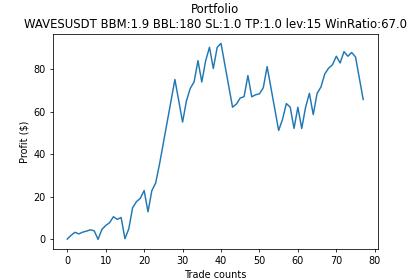 Portfolio
WAVESUSDT BBM:1.9 BBL:180 SL:1.0 TP:1.0 lev:15 WinRatio:67.0
80
60
40
20
0
Profit ($)
0 10 20 30 40 50 60 70 80
Trade counts